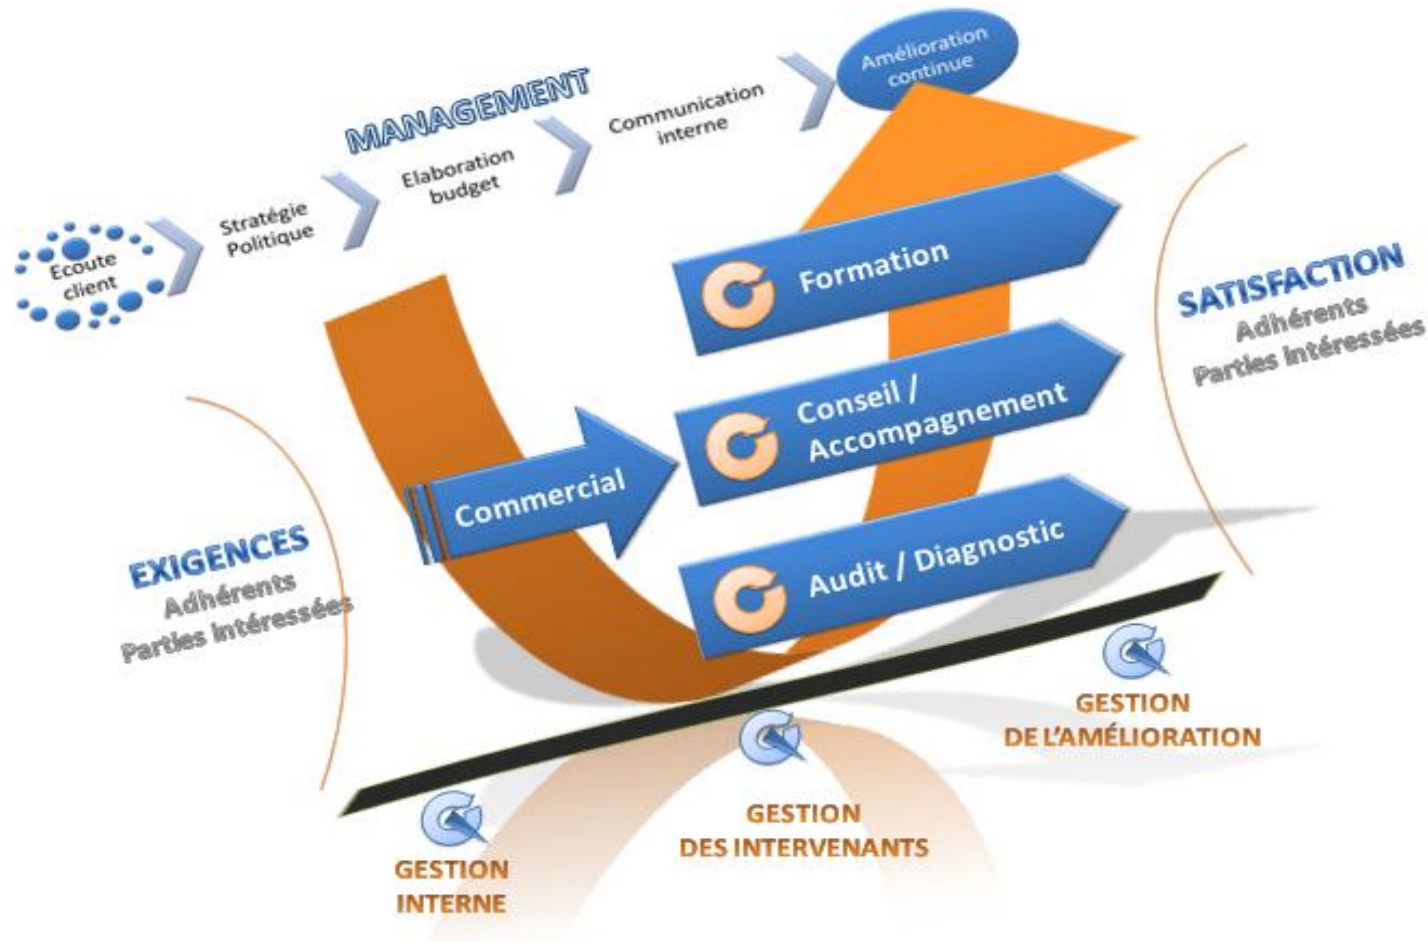 MANAGEMENT
Ecoute
client
Stratégie
Politique
Elaboration
budget
Communication
interne
Amélioration
continue
EXIGENCES
Adhérents
Parties Intéressées
Commercial
Formation
Conseil /
Accompagnement
Audit / Diagnostic
SATISFACTION
Adhérents
Parties Intéressées
GESTION
INTERNE
GESTION
DES INTERVENANTS
GESTION
DE L'AMÉLIORATION